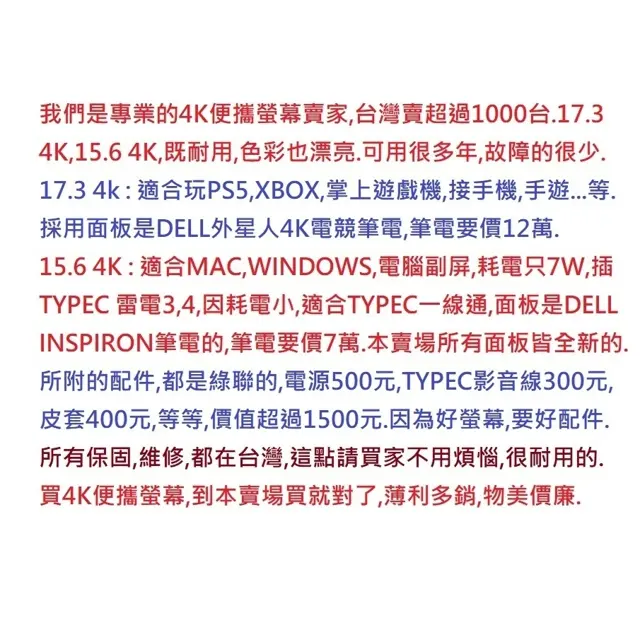 我們是專業的4K便攜螢幕賣家,台灣賣超過1000台.17.3
4K,15.6 4K,既耐用,色彩也漂亮.可用很多年,故障的很少.
17.3 4k : 適合玩PS5,XBOX,掌上遊戲機,接手機,手遊...等.
採用面板是DELL外星人4K電競筆電,筆電要價12萬.
15.6 4K : 適合MAC,WINDOWS,電腦副屏,耗電只7W,插
TYPEC 雷電3,4,因耗電小,適合TYPEC一線通,面板是DELL
INSPIRON筆電的,筆電要價7萬.本賣場所有面板皆全新的.
所附的配件,都是綠聯的,電源500元,TYPEC影音線300元,
皮套400元,等等,價值超過1500元.因為好螢幕,要好配件.
所有保固,維修,都在台灣,這點請買家不用煩惱,很耐用的.
買4K便攜螢幕,到本賣場買就對了,薄利多銷,物美價廉.